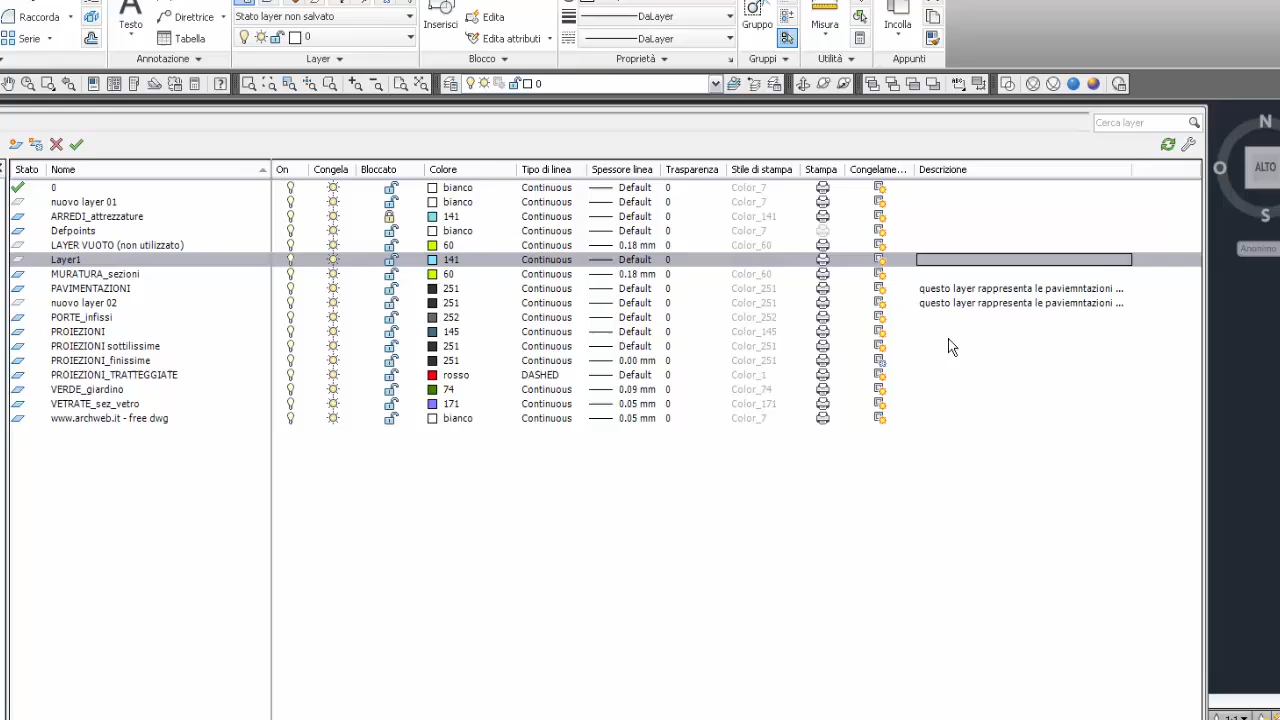 Raccorda
Testo
Direttrice
Stato layer non salvato
Inserisci
Edita
DaLayer
Gruppo
Misura
Incolla
Serie
Tabella
0
Edita attributi
DaLayer
Annotazione
Layer
Blocco
Proprietà
Gruppi
Utilità
Appunti
0
Cerca layer
N
ALTO
O
S
Anonimo
Stato Nome On Congela Bloccato Colore Tipo di linea Spessore linea Trasparenza Stile di stampa Stampa Congelame... Descrizione
0 bianco Continuous Default 0 Color_7
nuovo layer 01 bianco Continuous Default 0 Color_7
ARREDI_attrezzature 141 Continuous Default 0 Color_141
Defpoints bianco Continuous Default 0 Color_7
LAYER VUOTO (non utilizzato) 60 Continuous 0.18 mm 0 Color_60
Layer1 141 Continuous Default 0
MURATURA_sezioni 60 Continuous 0.18 mm 0 Color_60
PAVIMENTAZIONI 251 Continuous Default 0 Color_251 questo layer rappresenta le paviemntazioni ...
nuovo layer 02 251 Continuous Default 0 Color_251 questo layer rappresenta le paviemntazioni ...
PORTE_infissi 252 Continuous Default 0 Color_252
PROIEZIONI 145 Continuous Default 0 Color_145
PROIEZIONI sottilissime 251 Continuous Default 0 Color_251
PROIEZIONI_finissime 251 Continuous 0.00 mm 0 Color_251
PROIEZIONI_TRATTEGGIATE rosso DASHED Default 0 Color_1
VERDE_giardino 74 Continuous 0.09 mm 0 Color_74
VETRATE_sez_vetro 171 Continuous 0.05 mm 0 Color_171
www.archweb.it - free dwg bianco Continuous 0.05 mm 0 Color_7